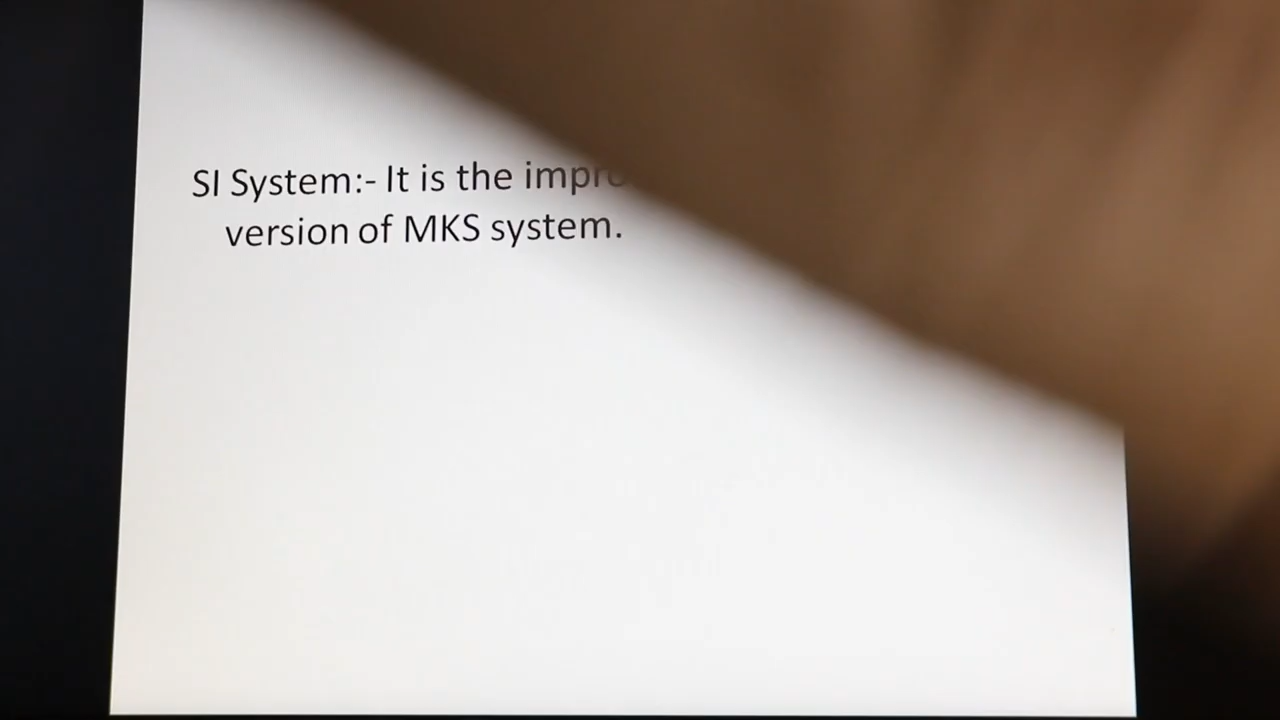 SI System:- It is the
version of MKS system.